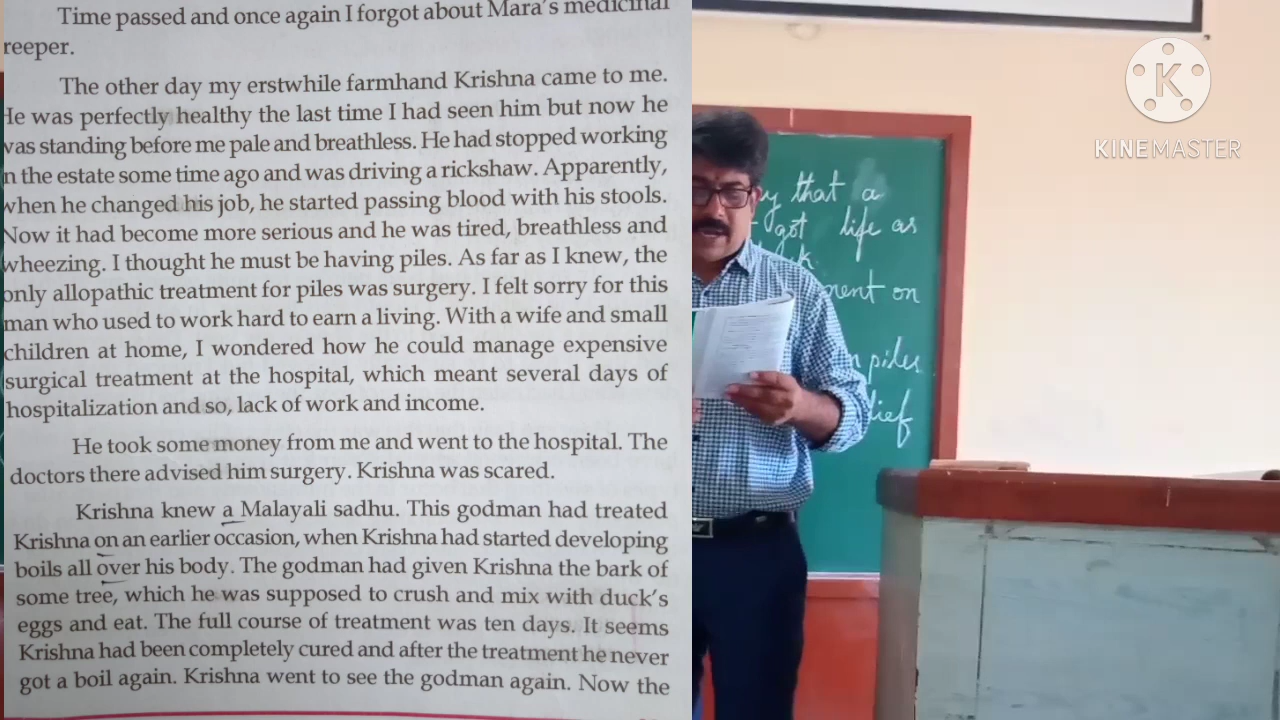 Time passed and once again I forgot about Mara's medicinal
reeper.
The other day my erstwhile farmhand Krishna came to me.
He was perfectly healthy the last time I had seen him but now he
was standing before me pale and breathless. He had stopped working
n the estate some time ago and was driving a rickshaw. Apparently,
when he changed his job, he started passing blood with his stools.
Now it had become more serious and he was tired, breathless and
wheezing. I thought he must be having piles. As far as I knew, the
only allopathic treatment for piles was surgery. I felt sorry for this
man who used to work hard to earn a living. With a wife and small
children at home, I wondered how he could manage expensive
surgical treatment at the hospital, which meant several days of
hospitalization and so, lack of work and income.
He took some money from me and went to the hospital. The
doctors there advised him surgery. Krishna was scared.
Krishna knew a Malayali sadhu. This godman had treated
Krishna on an earlier occasion, when Krishna had started developing
boils all over his body. The godman had given Krishna the bark of
some tree, which he was supposed to crush and mix with duck's
eggs and eat. The full course of treatment was ten days. It seems
Krishna had been completely cured and after the treatment he never
got a boil again. Krishna went to see the godman again. Now the
K
KINEMASTER
y that a
got life as
ment on
n piles
lief